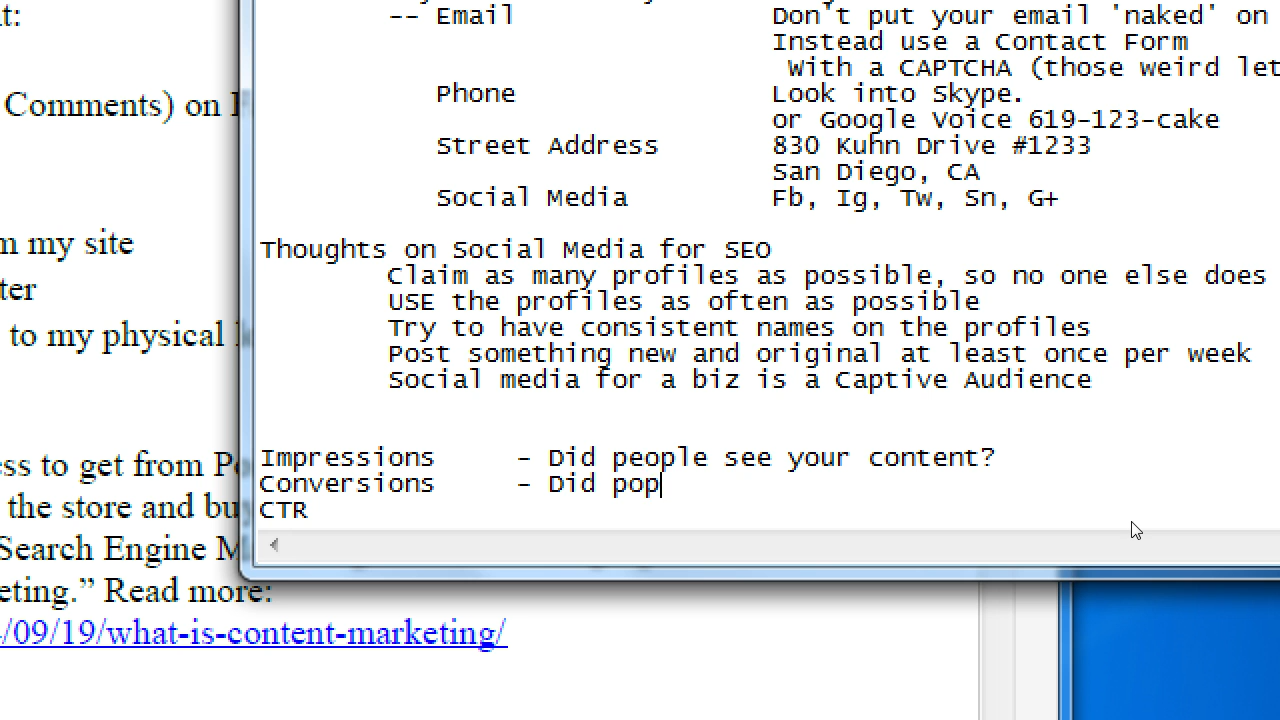 t:
Comments) on
m my site
ter
to my physical
ess to get from
the store and
Search Engine
eting.” Read more:
/09/19/what-is-content-marketing/
-- Email Don't put your email 'naked' on
Instead use a Contact Form
With a CAPTCHA (those weird let
Phone Look into Skype.
or Google Voice 619-123-cake
Street Address 830 Kuhn Drive #1233
San Diego, CA
Social Media Fb, Ig, Tw, Sn, G+
Thoughts on Social Media for SEO
Claim as many profiles as possible, so no one else does
USE the profiles as often as possible
Try to have consistent names on the profiles
Post something new and original at least once per week
Social media for a biz is a Captive Audience
Impressions - Did people see your content?
Conversions - Did pop
CTR